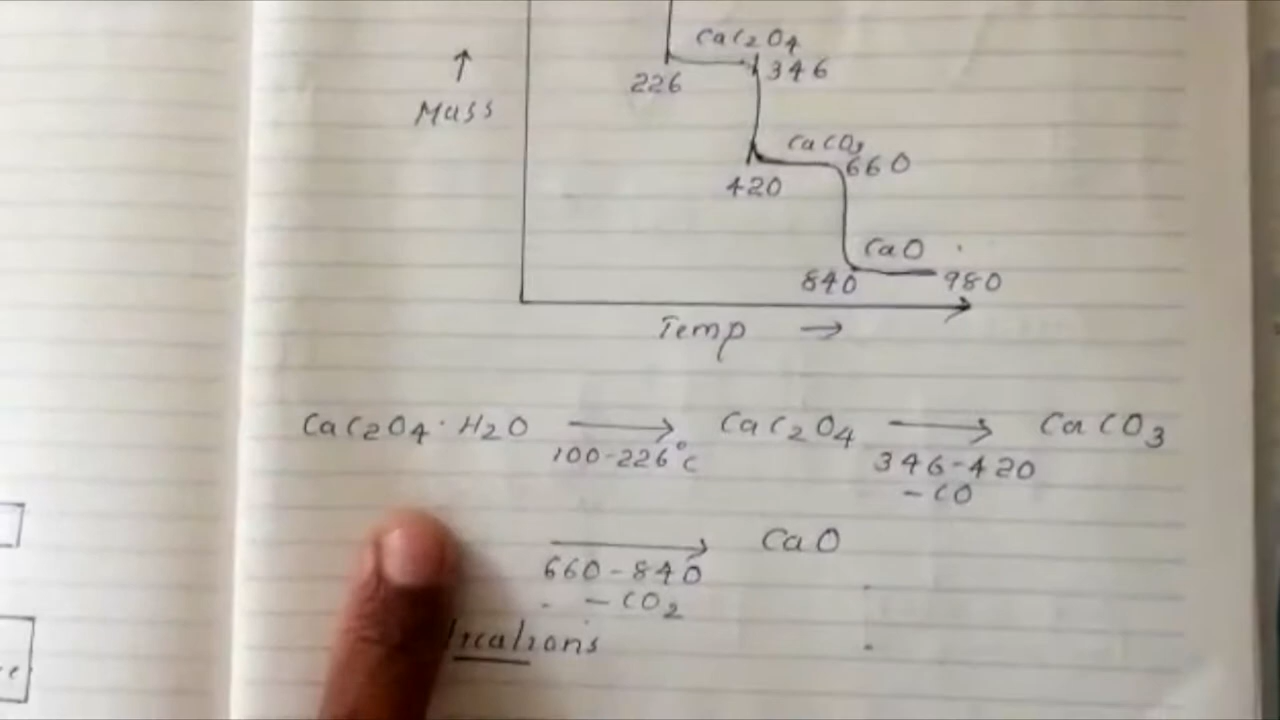 CaC2O4
226
346
↑
Mass
CaCO3
660
420
CaO
840
980
Temp →
CaC2O4·H2O → CaC2O4 → CaCO3
100-226°C
346-420
-CO
→ CaO
660-840
-CO2